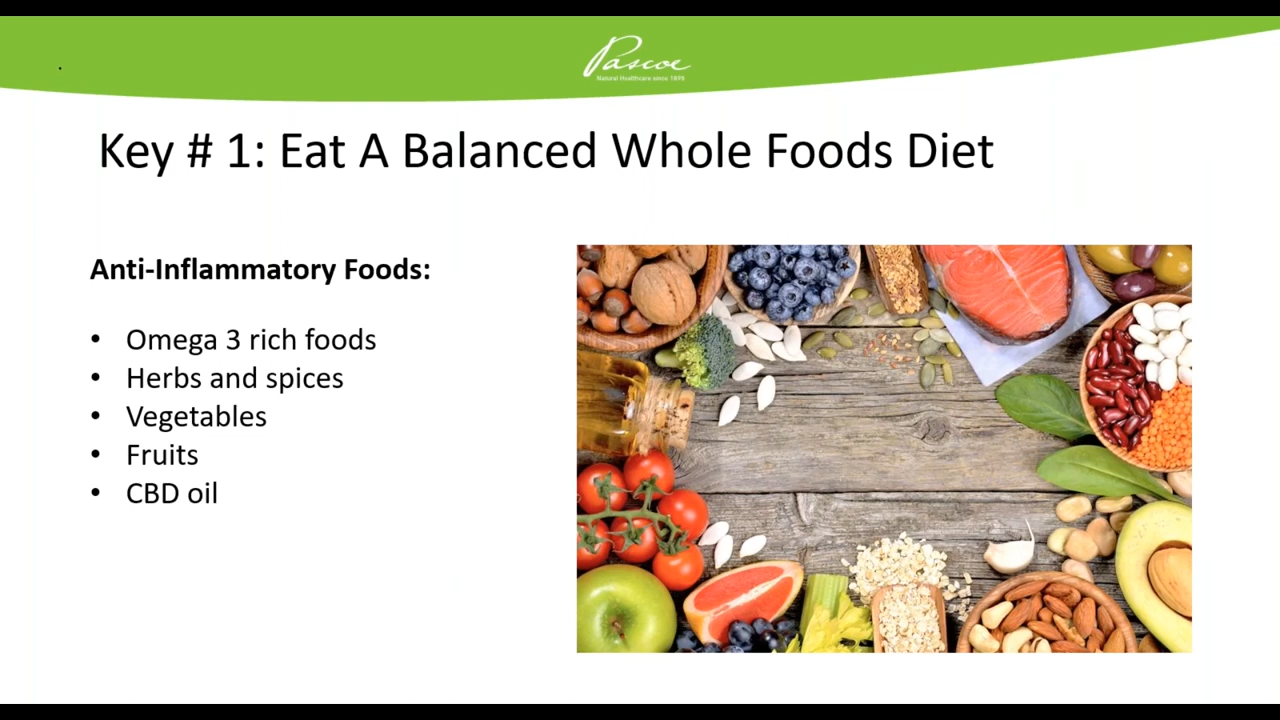 Pascoe
Natural Healthcare since 1895
Key # 1: Eat A Balanced Whole Foods Diet
Anti-Inflammatory Foods:
• Omega 3 rich foods
• Herbs and spices
• Vegetables
• Fruits
• CBD oil